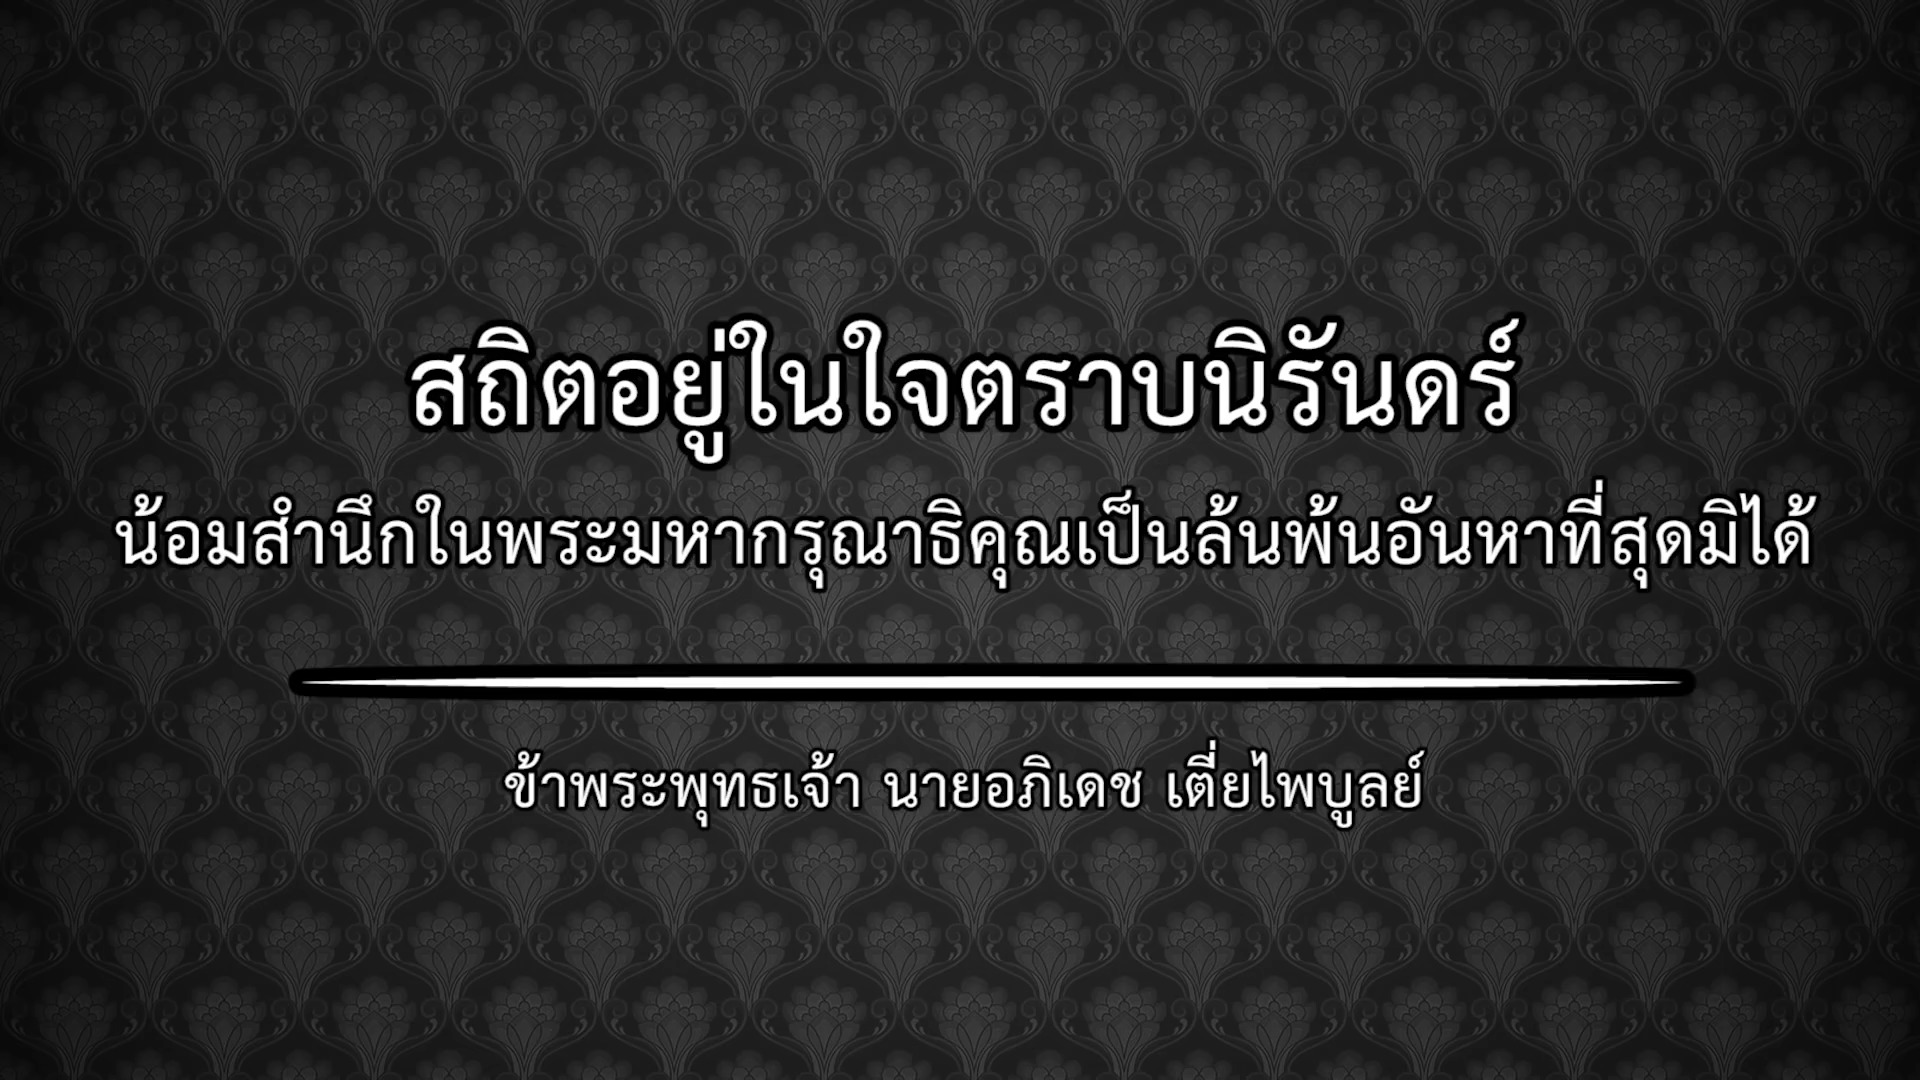 สถิตอยู่ในใจตราบนิรันดร์
น้อมสำนึกในพระมหากรุณาธิคุณเป็นล้นพ้นอันหาที่สุดมิได้
ข้าพระพุทธเจ้า นายอภิเดช เตี่ยไพบูลย์